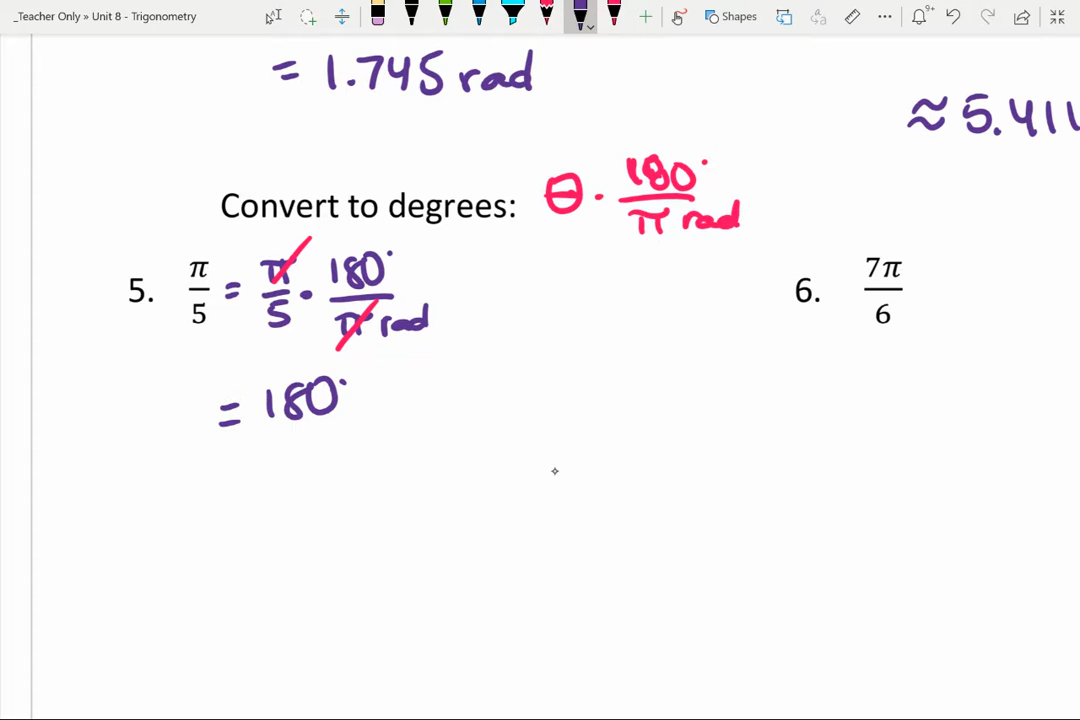 _Teacher Only » Unit 8 - Trigonometry
Shapes
9+
= 1.745 rad
≈ 5.411
Convert to degrees: θ · 180° / π rad
5. π/5 = π/5 · 180° / π rad
= 180°
6. 7π/6